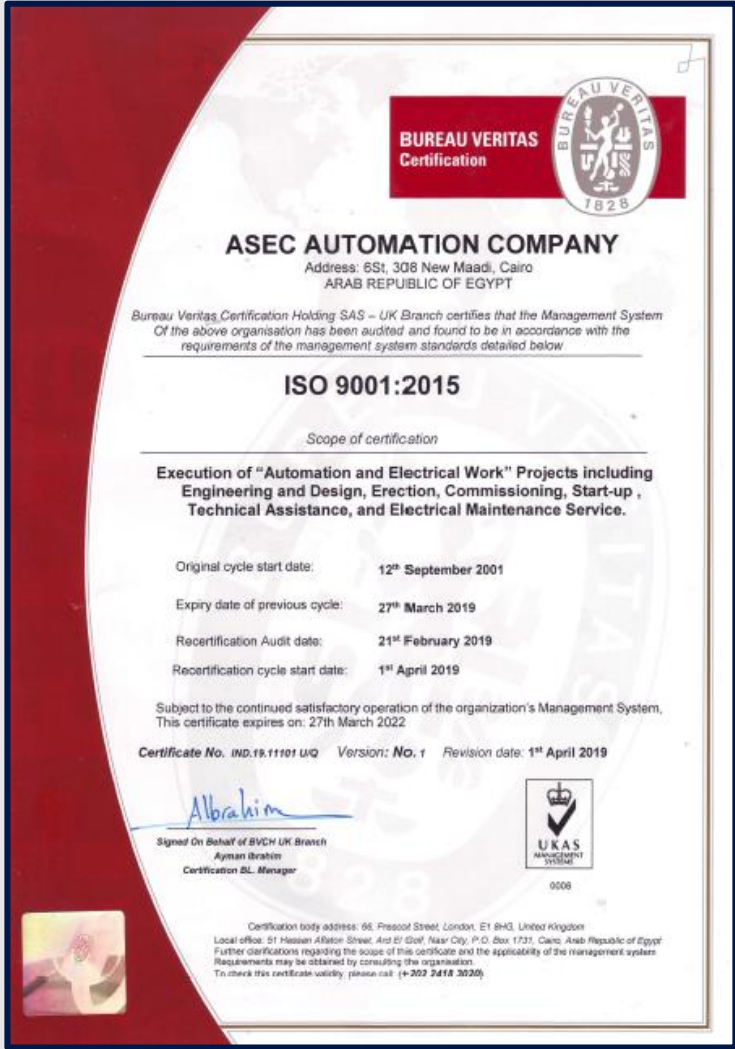 BUREAU VERITAS
Certification
BUREAU VERITAS
1828
ASEC AUTOMATION COMPANY
Address: 6St, 308 New Maadi, Cairo
ARAB REPUBLIC OF EGYPT
Bureau Veritas Certification Holding SAS – UK Branch certifies that the Management System
Of the above organisation has been audited and found to be in accordance with the
requirements of the management system standards detailed below
ISO 9001:2015
Scope of certification
Execution of “Automation and Electrical Work” Projects including
Engineering and Design, Erection, Commissioning, Start-up ,
Technical Assistance, and Electrical Maintenance Service.
Original cycle start date: 12th September 2001
Expiry date of previous cycle: 27th March 2019
Recertification Audit date: 21st February 2019
Recertification cycle start date: 1st April 2019
Subject to the continued satisfactory operation of the organization's Management System,
This certificate expires on: 27th March 2022
Certificate No. IND.19.11101 U/Q Version: No. 1 Revision date: 1st April 2019
AIbrahim
Signed On Behalf of BVCH UK Branch
Ayman Ibrahim
Certification BL. Manager
UKAS
MANAGEMENT
SYSTEMS
0008
Certification body address: 66, Prescot Street, London, E1 8HG, United Kingdom
Local office: 51 Hassan Aflaton Street, Ard El Golf, Nasr City, P.O. Box 1731, Cairo, Arab Republic of Egypt
Further clarifications regarding the scope of this certificate and the applicability of the management system
Requirements may be obtained by consulting the organisation.
To check this certificate validity, please call: (+ 202 2418 3020)